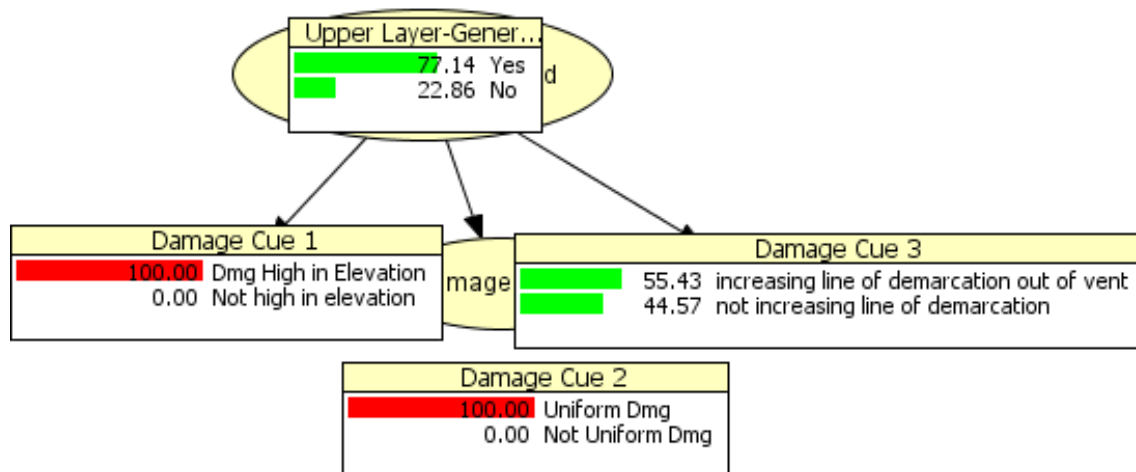 Upper Layer-Gener...
77.14 Yes
22.86 No
d
Damage Cue 1
100.00 Dmg High in Elevation
0.00 Not high in elevation
mage
Damage Cue 3
55.43 increasing line of demarcation out of vent
44.57 not increasing line of demarcation
Damage Cue 2
100.00 Uniform Dmg
0.00 Not Uniform Dmg